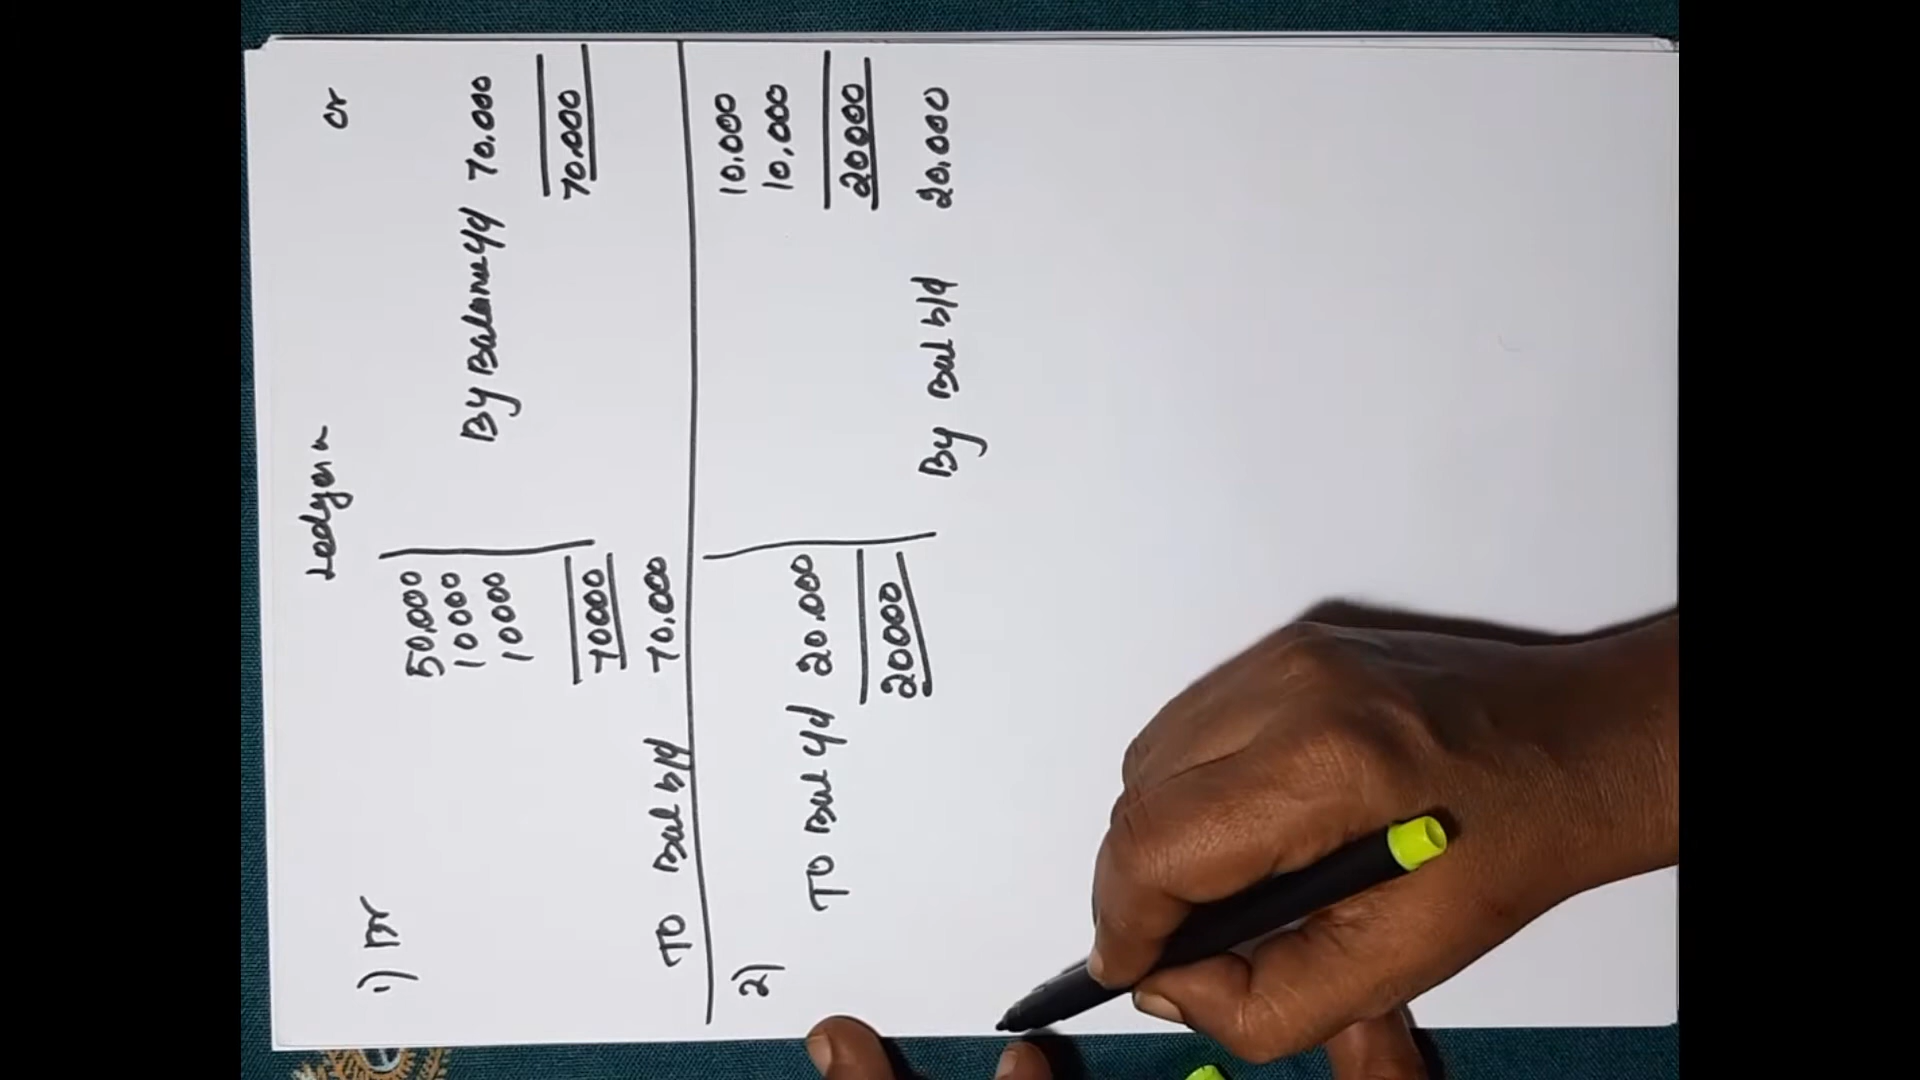 Ledger Cr
1) Dr
50,000
10000
10000 By Balance c/d 70,000
70000 70,000
To Bal b/d 70,000
2) 10,000
10,000
To Bal c/d 20,000
20000 20000
By Bal b/d 20,000